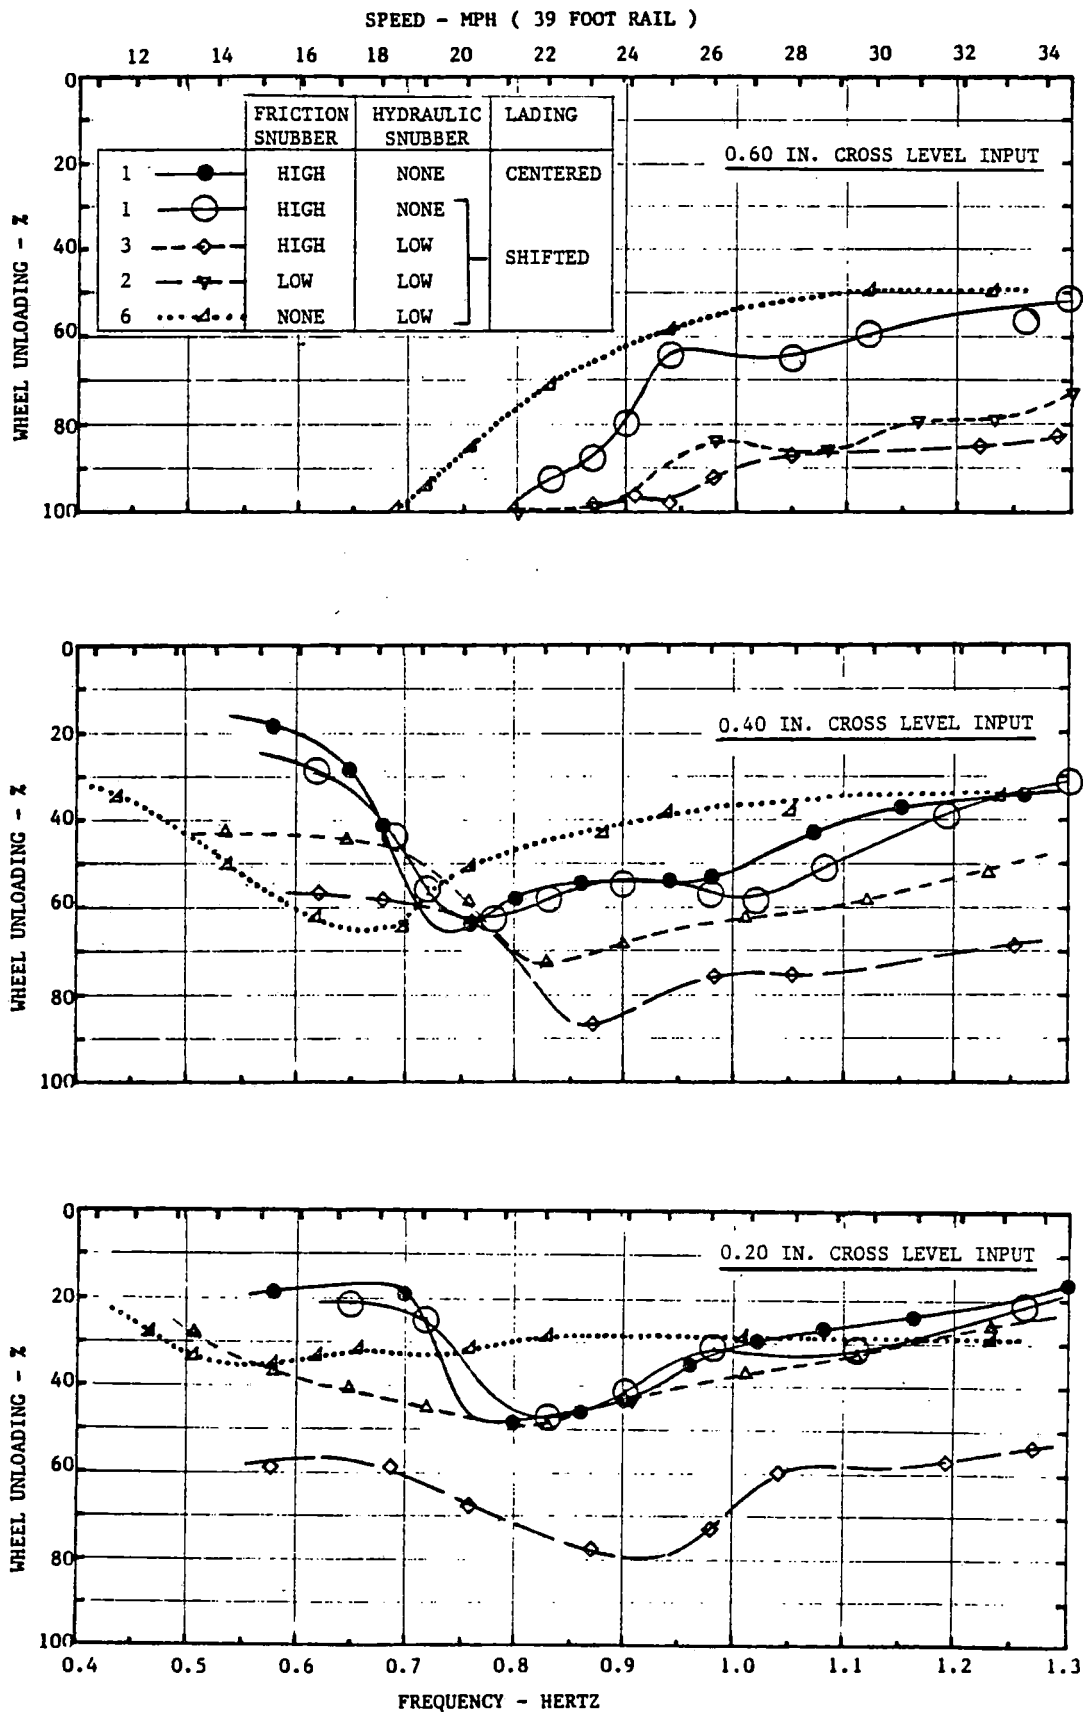 SPEED - MPH ( 39 FOOT RAIL )
12 14 16 18 20 22 24 26 28 30 32 34
0
20
40
60
80
100
WHEEL UNLOADING - %
FRICTION SNUBBER HYDRAULIC SNUBBER LADING
1 HIGH NONE CENTERED
1 HIGH NONE
3 HIGH LOW
SHIFTED
2 LOW LOW
6 NONE LOW
0.60 IN. CROSS LEVEL INPUT
0
20
40
60
80
100
WHEEL UNLOADING - %
0.40 IN. CROSS LEVEL INPUT
0
20
40
60
80
100
WHEEL UNLOADING - %
0.20 IN. CROSS LEVEL INPUT
0.4 0.5 0.6 0.7 0.8 0.9 1.0 1.1 1.2 1.3
FREQUENCY - HERTZ